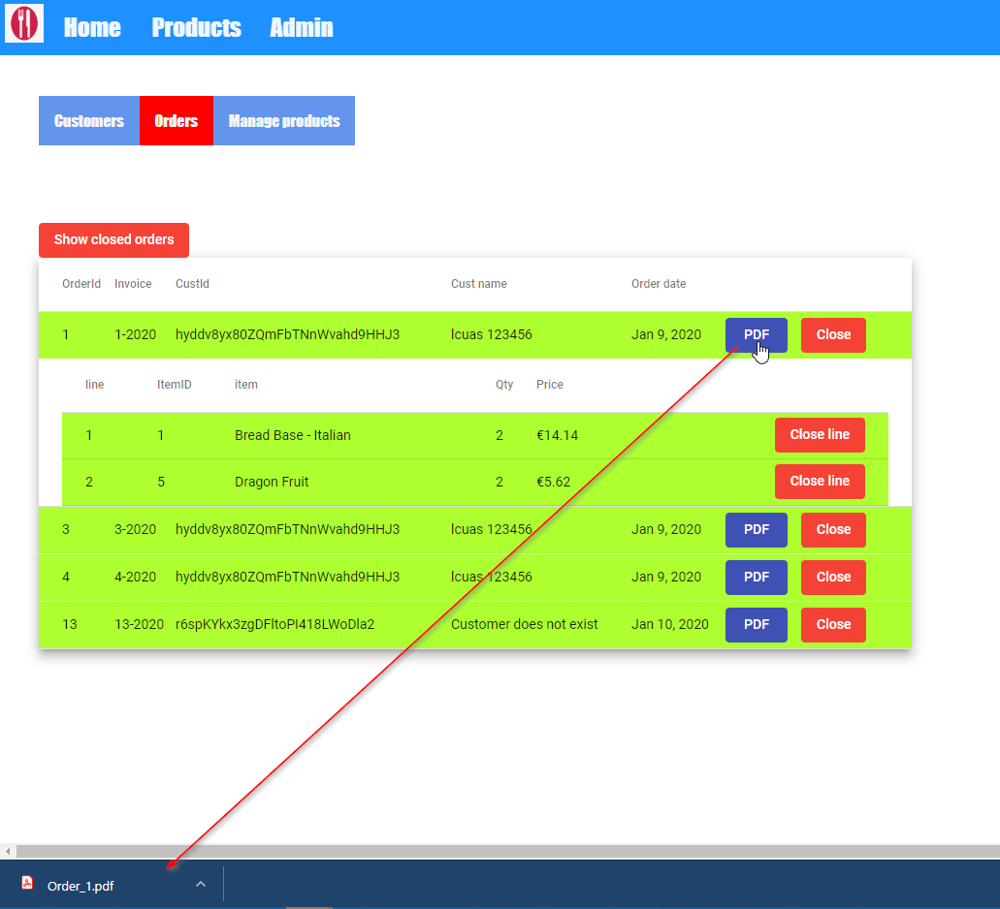 Home Products Admin
Customers Orders Manage products
Show closed orders
OrderId Invoice CustId Cust name Order date
1 1-2020 hyddv8yx80ZQmFbTNnWvahd9HHJ3 lcuas 123456 Jan 9, 2020 PDF Close
line ItemID item Qty Price
1 1 Bread Base - Italian 2 €14.14 Close line
2 5 Dragon Fruit 2 €5.62 Close line
3 3-2020 hyddv8yx80ZQmFbTNnWvahd9HHJ3 lcuas 123456 Jan 9, 2020 PDF Close
4 4-2020 hyddv8yx80ZQmFbTNnWvahd9HHJ3 lcuas 123456 Jan 9, 2020 PDF Close
13 13-2020 r6spKYkx3zgDFltoPI418LWoDla2 Customer does not exist Jan 10, 2020 PDF Close
Order_1.pdf